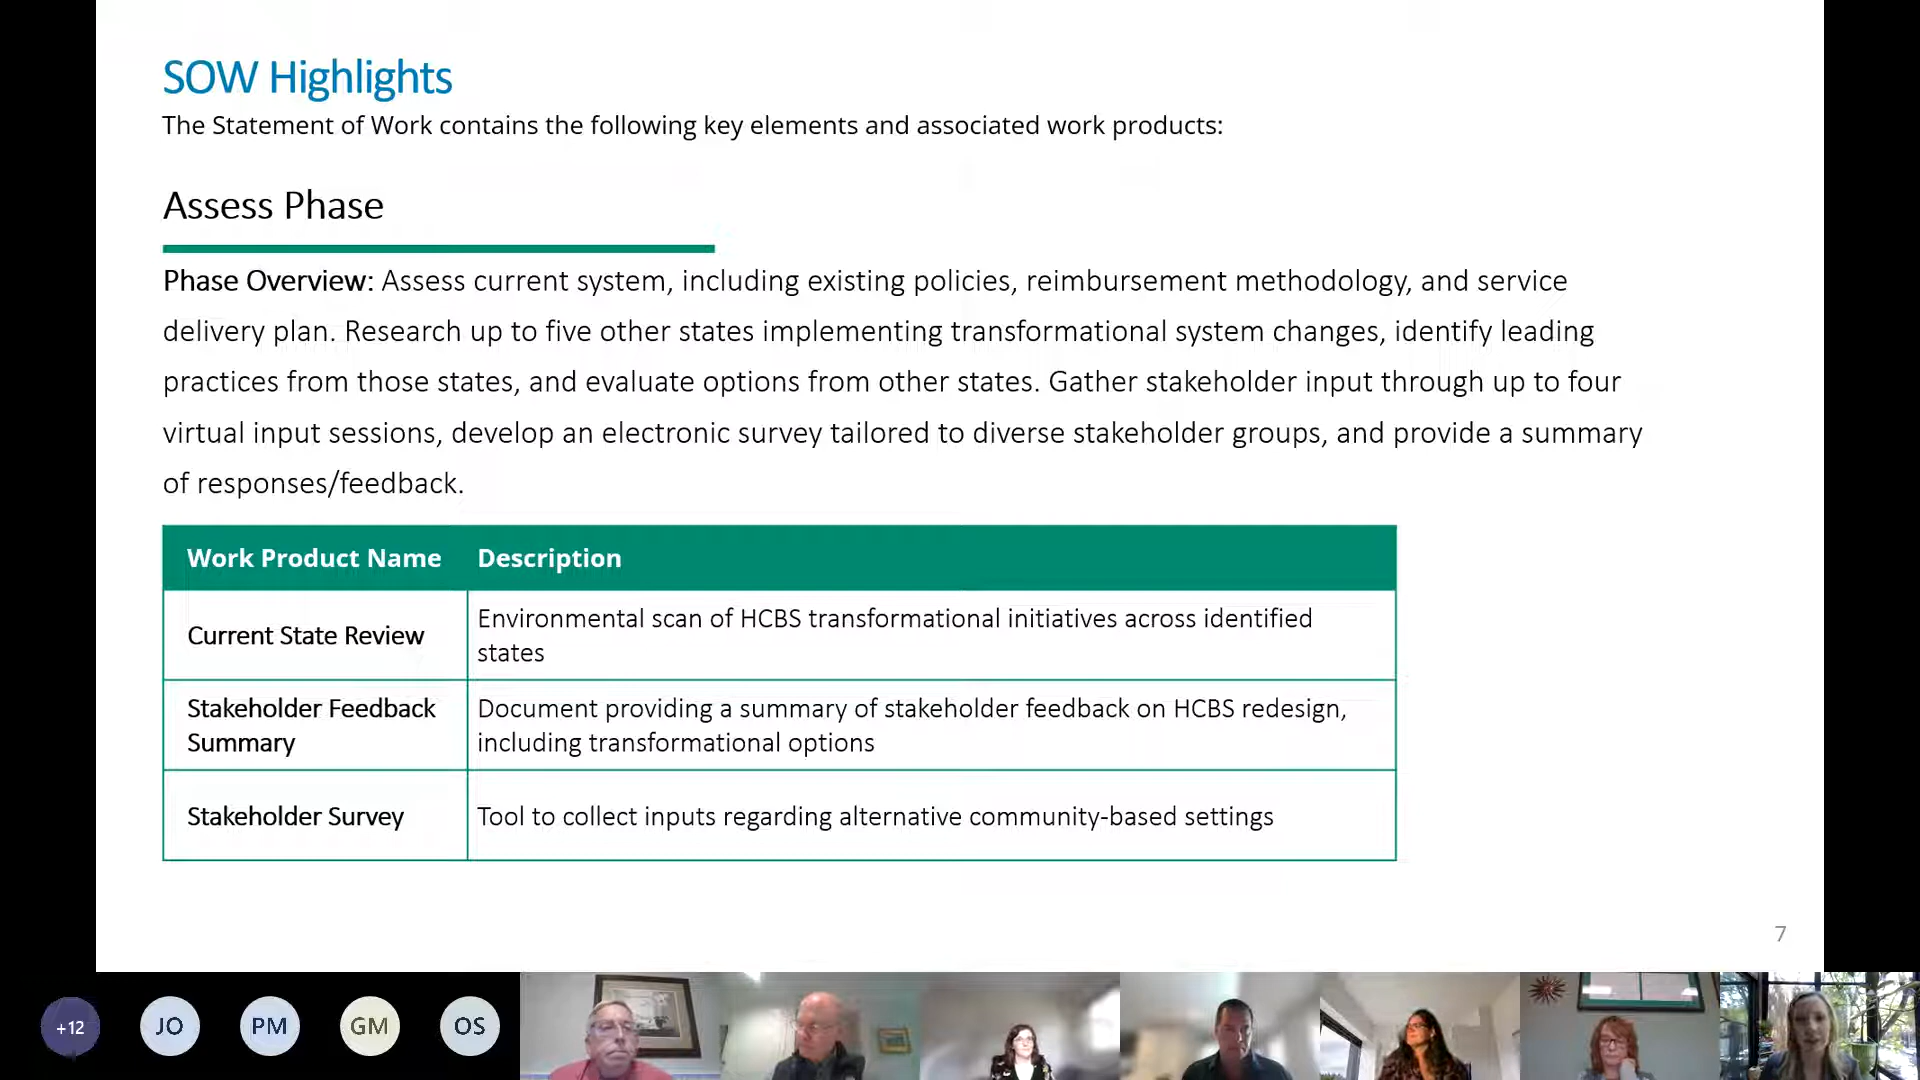 SOW Highlights
The Statement of Work contains the following key elements and associated work products:
Assess Phase
Phase Overview: Assess current system, including existing policies, reimbursement methodology, and service
delivery plan. Research up to five other states implementing transformational system changes, identify leading
practices from those states, and evaluate options from other states. Gather stakeholder input through up to four
virtual input sessions, develop an electronic survey tailored to diverse stakeholder groups, and provide a summary
of responses/feedback.
Work Product Name Description
Current State Review
Environmental scan of HCBS transformational initiatives across identified
states
Stakeholder Feedback
Summary
Document providing a summary of stakeholder feedback on HCBS redesign,
including transformational options
Stakeholder Survey
Tool to collect inputs regarding alternative community-based settings
7
+12 JO PM GM OS